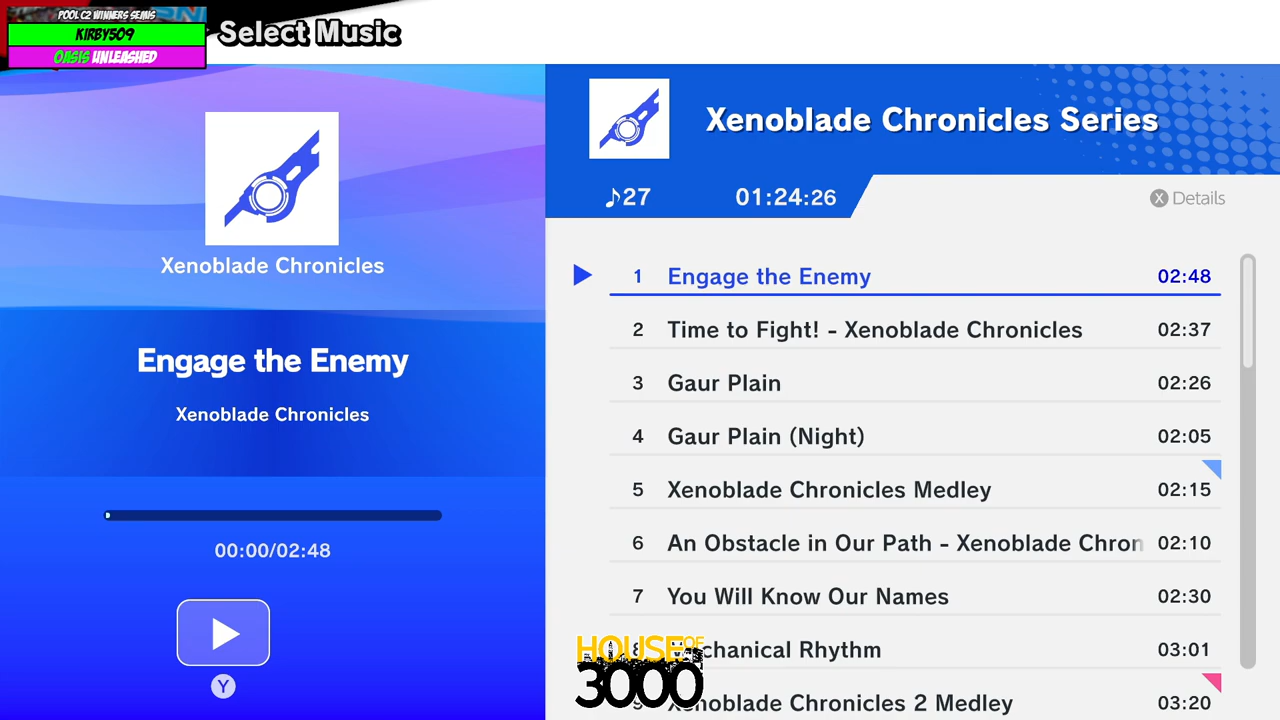 POOL C2 WINNERS SEMIS
KIRBY509
OASIS UNLEASHED
Select Music
Xenoblade Chronicles
Engage the Enemy
Xenoblade Chronicles
00:00/02:48
Y
Xenoblade Chronicles Series
♪27 01:24:26
X Details
1 Engage the Enemy 02:48
2 Time to Fight! - Xenoblade Chronicles 02:37
3 Gaur Plain 02:26
4 Gaur Plain (Night) 02:05
5 Xenoblade Chronicles Medley 02:15
6 An Obstacle in Our Path - Xenoblade Chron 02:10
7 You Will Know Our Names 02:30
8 Mechanical Rhythm 03:01
9 Xenoblade Chronicles 2 Medley 03:20
HOUSE OF
3000